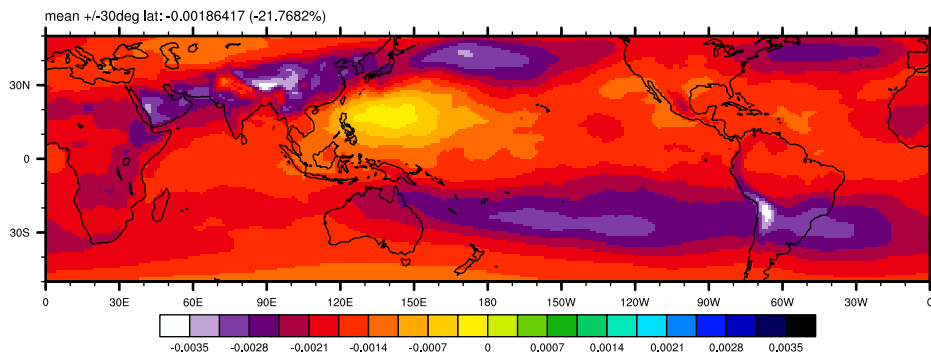 mean +/-30deg lat: -0.00186417 (-21.7682%)
30N
0
30S
0 30E 60E 90E 120E 150E 180 150W 120W 90W 60W 30W 0
-0.0035 -0.0028 -0.0021 -0.0014 -0.0007 0 0.0007 0.0014 0.0021 0.0028 0.0035